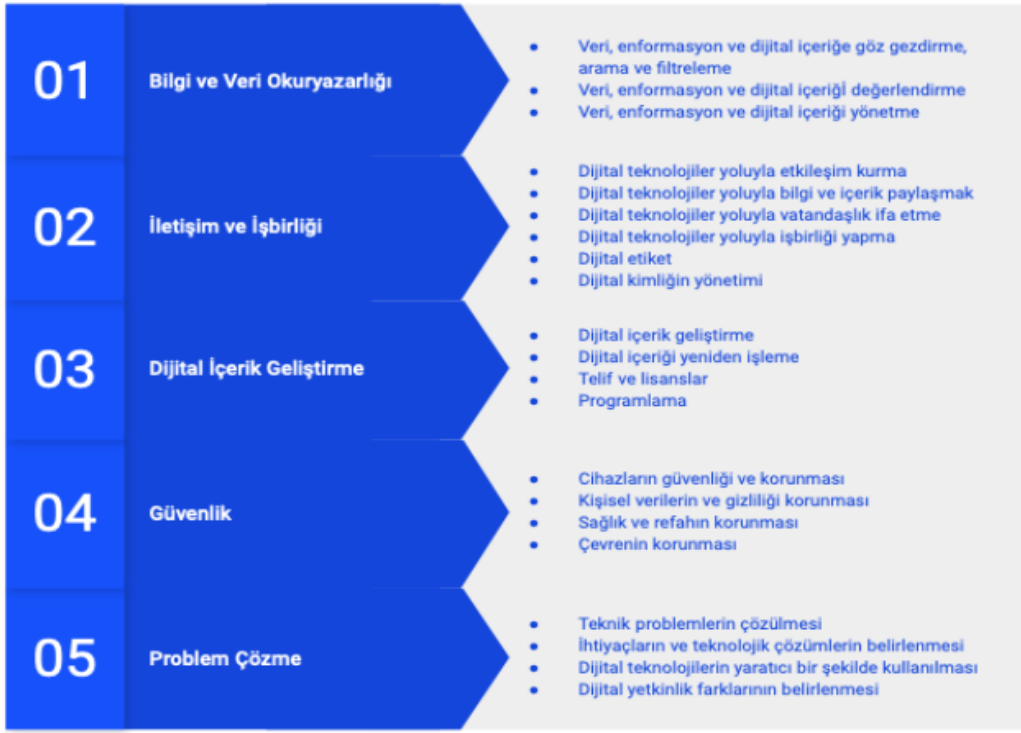 01
Bilgi ve Veri Okuryazarlığı
• Veri, enformasyon ve dijital içeriğe göz gezdirme,
arama ve filtreleme
• Veri, enformasyon ve dijital içeriğİ değerlendirme
• Veri, enformasyon ve dijital içeriği yönetme
02
İletişim ve İşbirliği
• Dijital teknolojiler yoluyla etkileşim kurma
• Dijital teknolojiler yoluyla bilgi ve içerik paylaşmak
• Dijital teknolojiler yoluyla vatandaşlık ifa etme
• Dijital teknolojiler yoluyla işbirliği yapma
• Dijital etiket
• Dijital kimliğin yönetimi
03
Dijital İçerik Geliştirme
• Dijital içerik geliştirme
• Dijital içeriği yeniden işleme
• Telif ve lisanslar
• Programlama
04
Güvenlik
• Cihazların güvenliği ve korunması
• Kişisel verilerin ve gizliliği korunması
• Sağlık ve refahın korunması
• Çevrenin korunması
05
Problem Çözme
• Teknik problemlerin çözülmesi
• İhtiyaçların ve teknolojik çözümlerin belirlenmesi
• Dijital teknolojilerin yaratıcı bir şekilde kullanılması
• Dijital yetkinlik farklarının belirlenmesi